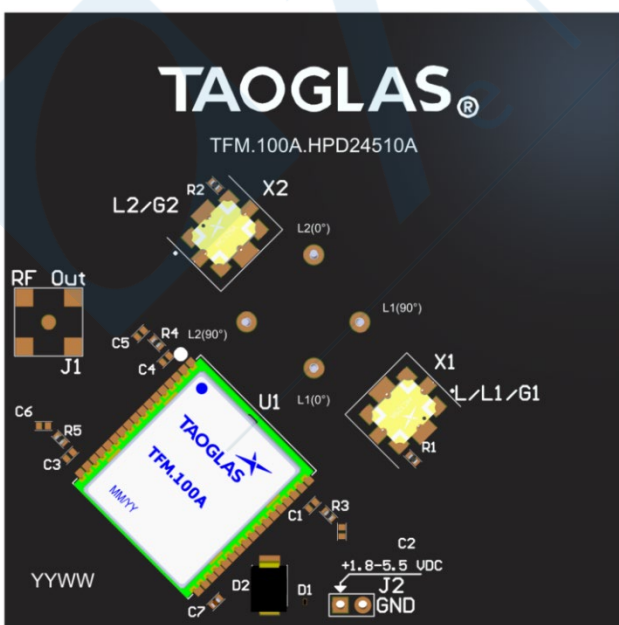 TAOGLAS®
TFM.100A.HPD24510A
R2
X2
L2/G2
L2(0°)
RF Out
L1(90°)
L2(90°)
J1
C5
R4
C4
X1
L1(0°)
L/L1/G1
U1
C6
R5
C3
R1
TAOGLAS
TFM.100A
MM/YY
C1
R3
C2
+1.8-5.5 VDC
YYWW
D2
D1
J2
C7
GND